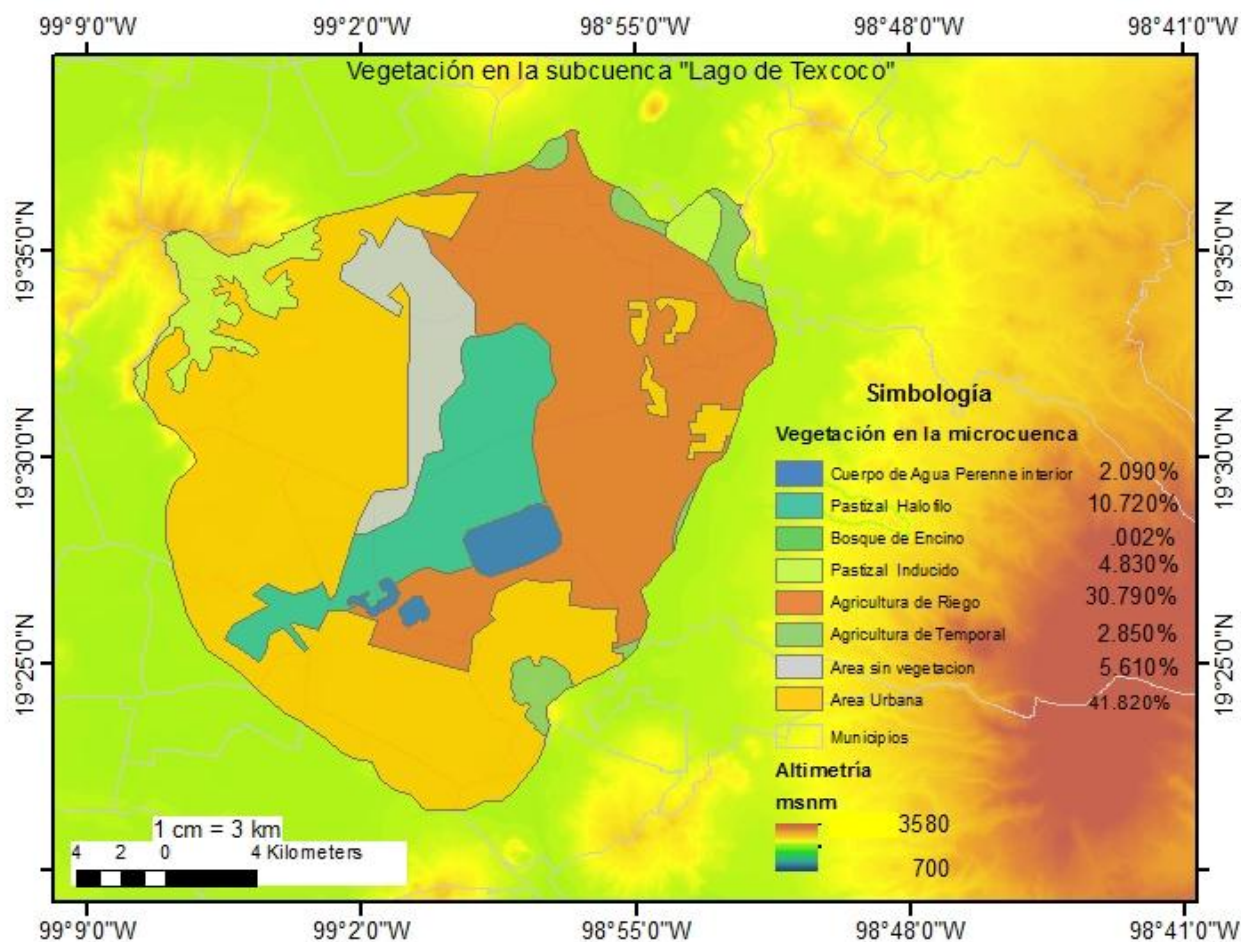 99°9'0"W 99°2'0"W 98°55'0"W 98°48'0"W 98°41'0"W
Vegetación en la subcuenca "Lago de Texcoco"
19°35'0"N 19°35'0"N
19°30'0"N 19°30'0"N
19°25'0"N 19°25'0"N
Simbología
Vegetación en la microcuenca
Cuerpo de Agua Perenne interior 2.090%
Pastizal Halofilo 10.720%
Bosque de Encino .002%
Pastizal Inducido 4.830%
Agricultura de Riego 30.790%
Agricultura de Temporal 2.850%
Area sin vegetacion 5.610%
Area Urbana 41.820%
Municipios
Altimetría
msnm
3580
700
1 cm = 3 km
4 2 0 4 Kilometers
99°9'0"W 99°2'0"W 98°55'0"W 98°48'0"W 98°41'0"W